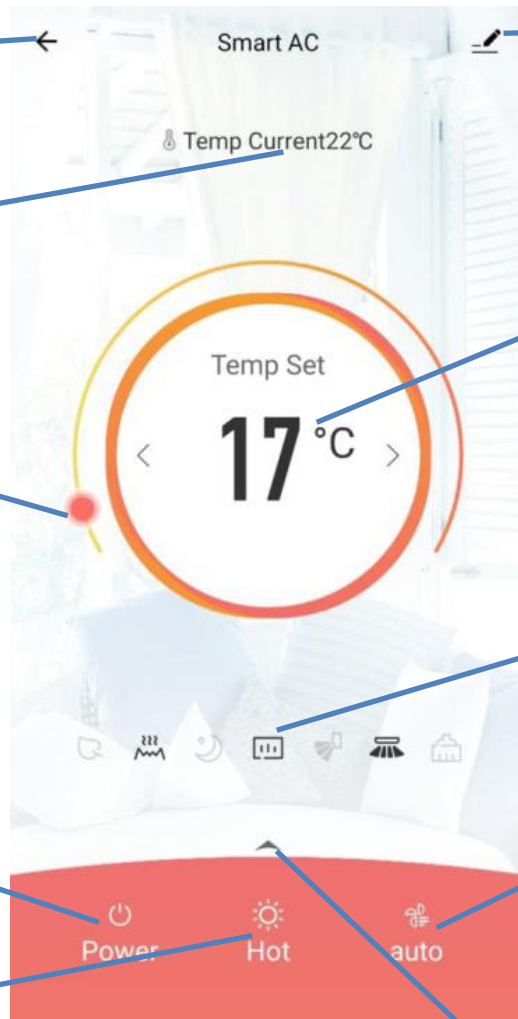 Smart AC
Temp Current22℃
Temp Set
17 °C
Power
Hot
auto